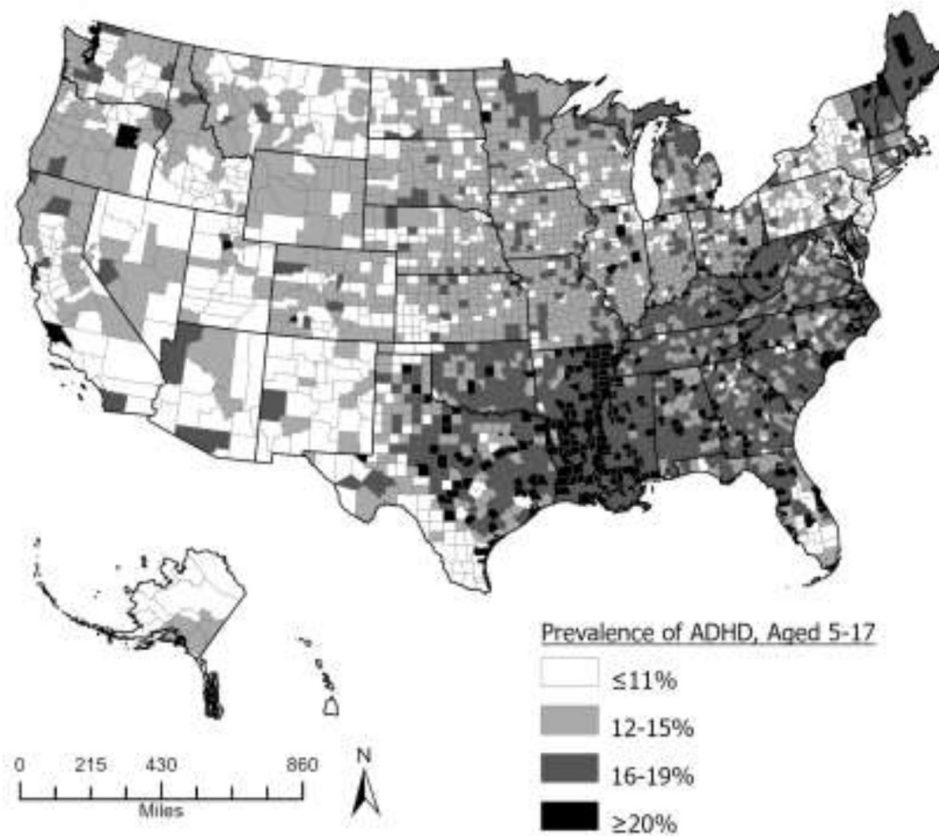 Prevalence of ADHD, Aged 5-17
≤11%
12-15%
16-19%
≥20%
N
0 215 430 860
Miles